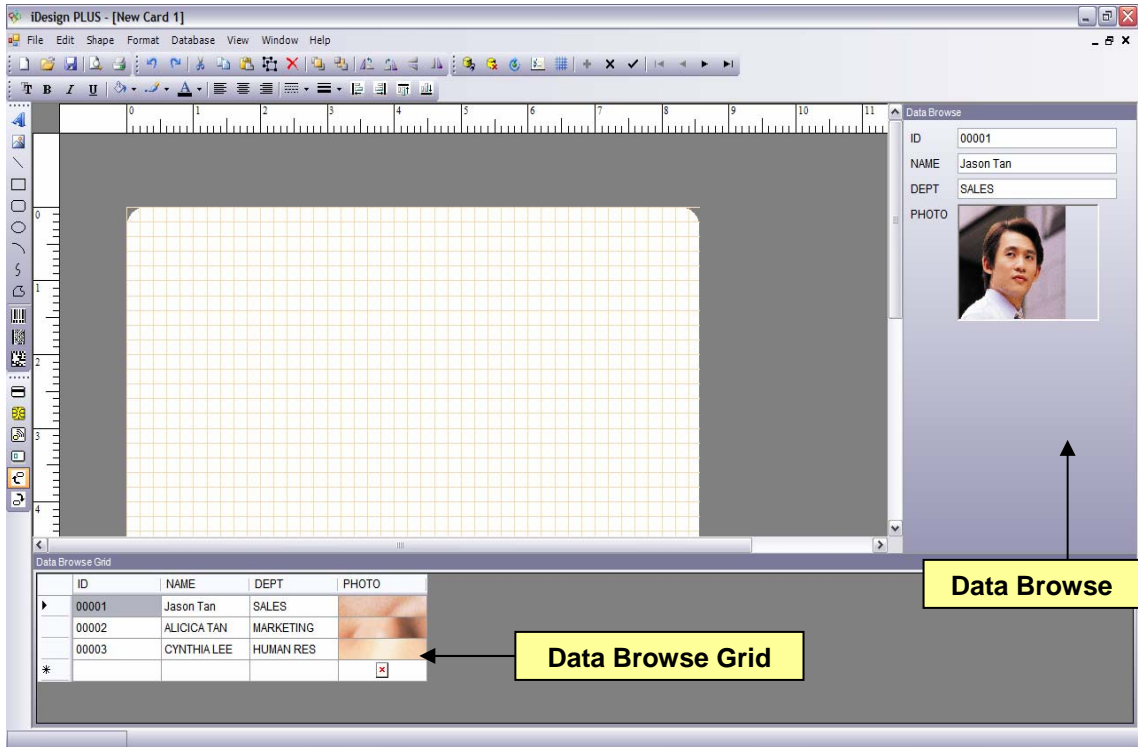 iDesign PLUS - [New Card 1]
File Edit Shape Format Database View Window Help
T B I U A
A
0 1 2 3 4 5 6 7 8 9 10 11
0
1
2
3
4
Data Browse
ID 00001
NAME Jason Tan
DEPT SALES
PHOTO
Data Browse
Data Browse Grid
ID NAME DEPT PHOTO
00001 Jason Tan SALES
00002 ALICICA TAN MARKETING
00003 CYNTHIA LEE HUMAN RES
*
Data Browse Grid